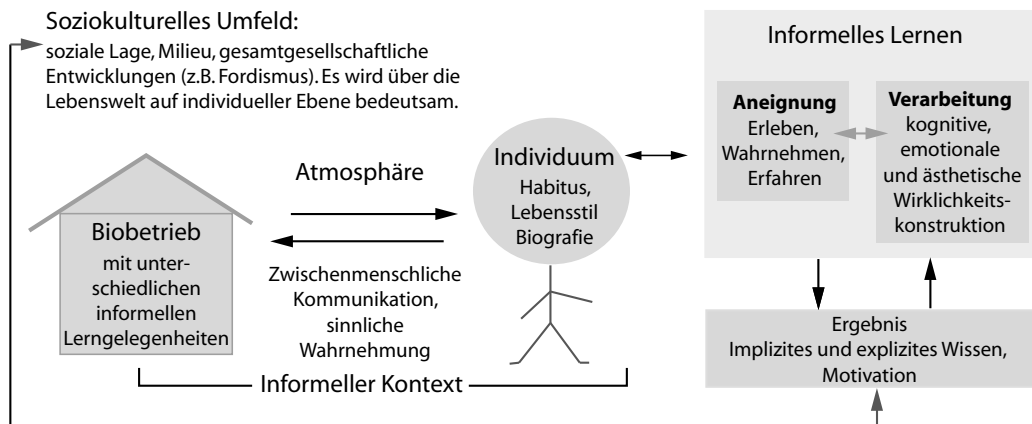 Soziokulturelles Umfeld:
soziale Lage, Milieu, gesamtgesellschaftliche
Entwicklungen (z.B. Fordismus). Es wird über die
Lebenswelt auf individueller Ebene bedeutsam.
Biobetrieb
mit unter-
schiedlichen
informellen
Lerngelegenheiten
Atmosphäre
Zwischenmenschliche
Kommunikation,
sinnliche
Wahrnehmung
Individuum
Habitus,
Lebensstil
Biografie
Informeller Kontext
Informelles Lernen
Aneignung
Erleben,
Wahrnehmen,
Erfahren
Verarbeitung
kognitive,
emotionale
und ästhetische
Wirklichkeits-
konstruktion
Ergebnis
Implizites und explizites Wissen,
Motivation